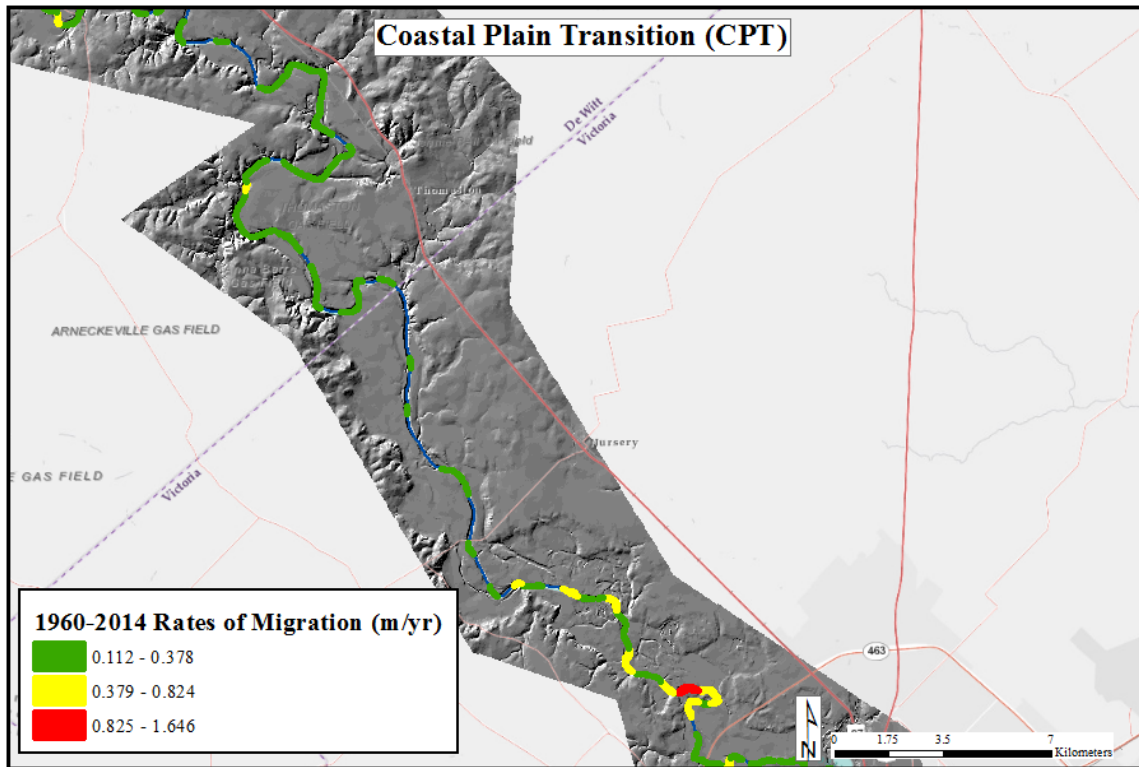 Coastal Plain Transition (CPT)
De Witt
Victoria
Thomaston
ARNECKEVILLE GAS FIELD
Nursery
E GAS FIELD
Victoria
1960-2014 Rates of Migration (m/yr)
0.112 - 0.378
0.379 - 0.824
0.825 - 1.646
463
N
0 1.75 3.5 7
Kilometers